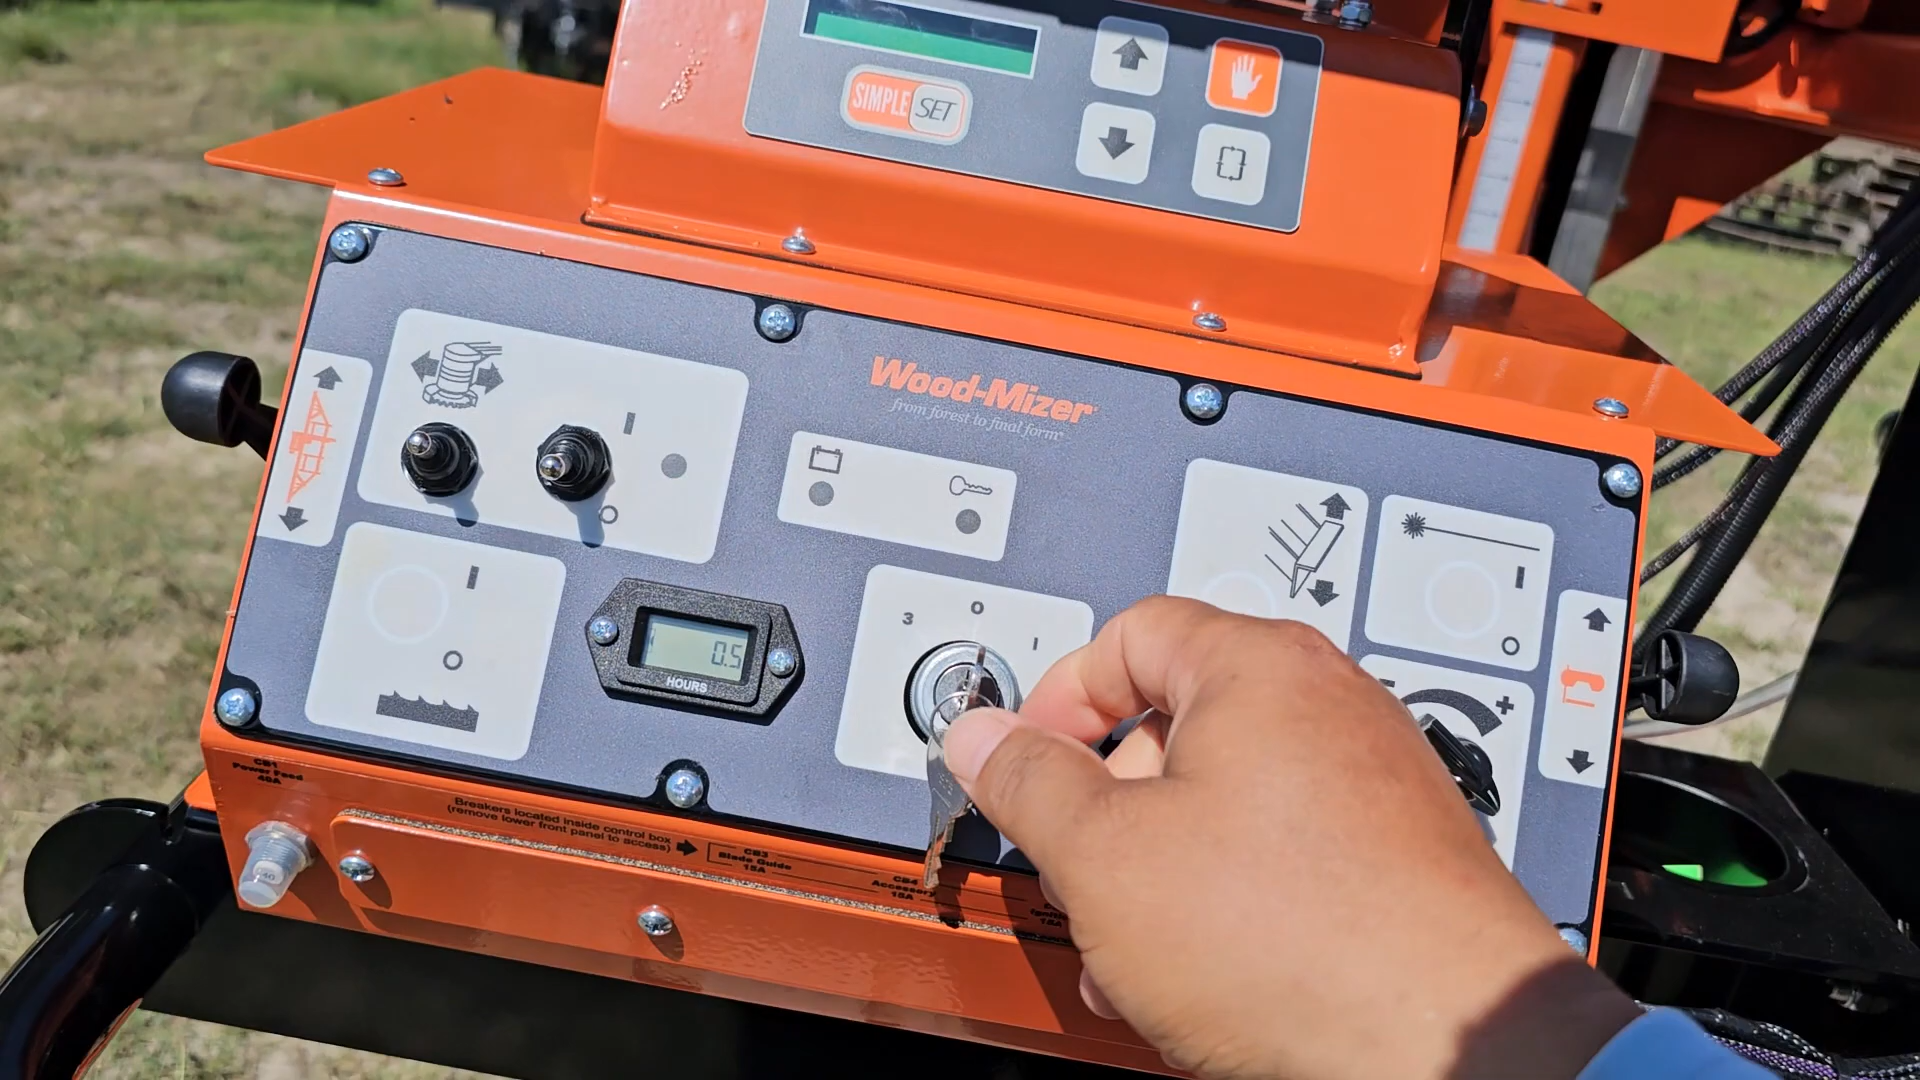 SIMPLE SET
Wood-Mizer
from forest to final form
I
O
I
O
0.5
HOURS
3
O
I
I
O
+
CB1
Power Feed
40A
Breakers located inside control box
(remove lower front panel to access)
CB3
Blade Guide
15A
CB4
Accessory
15A